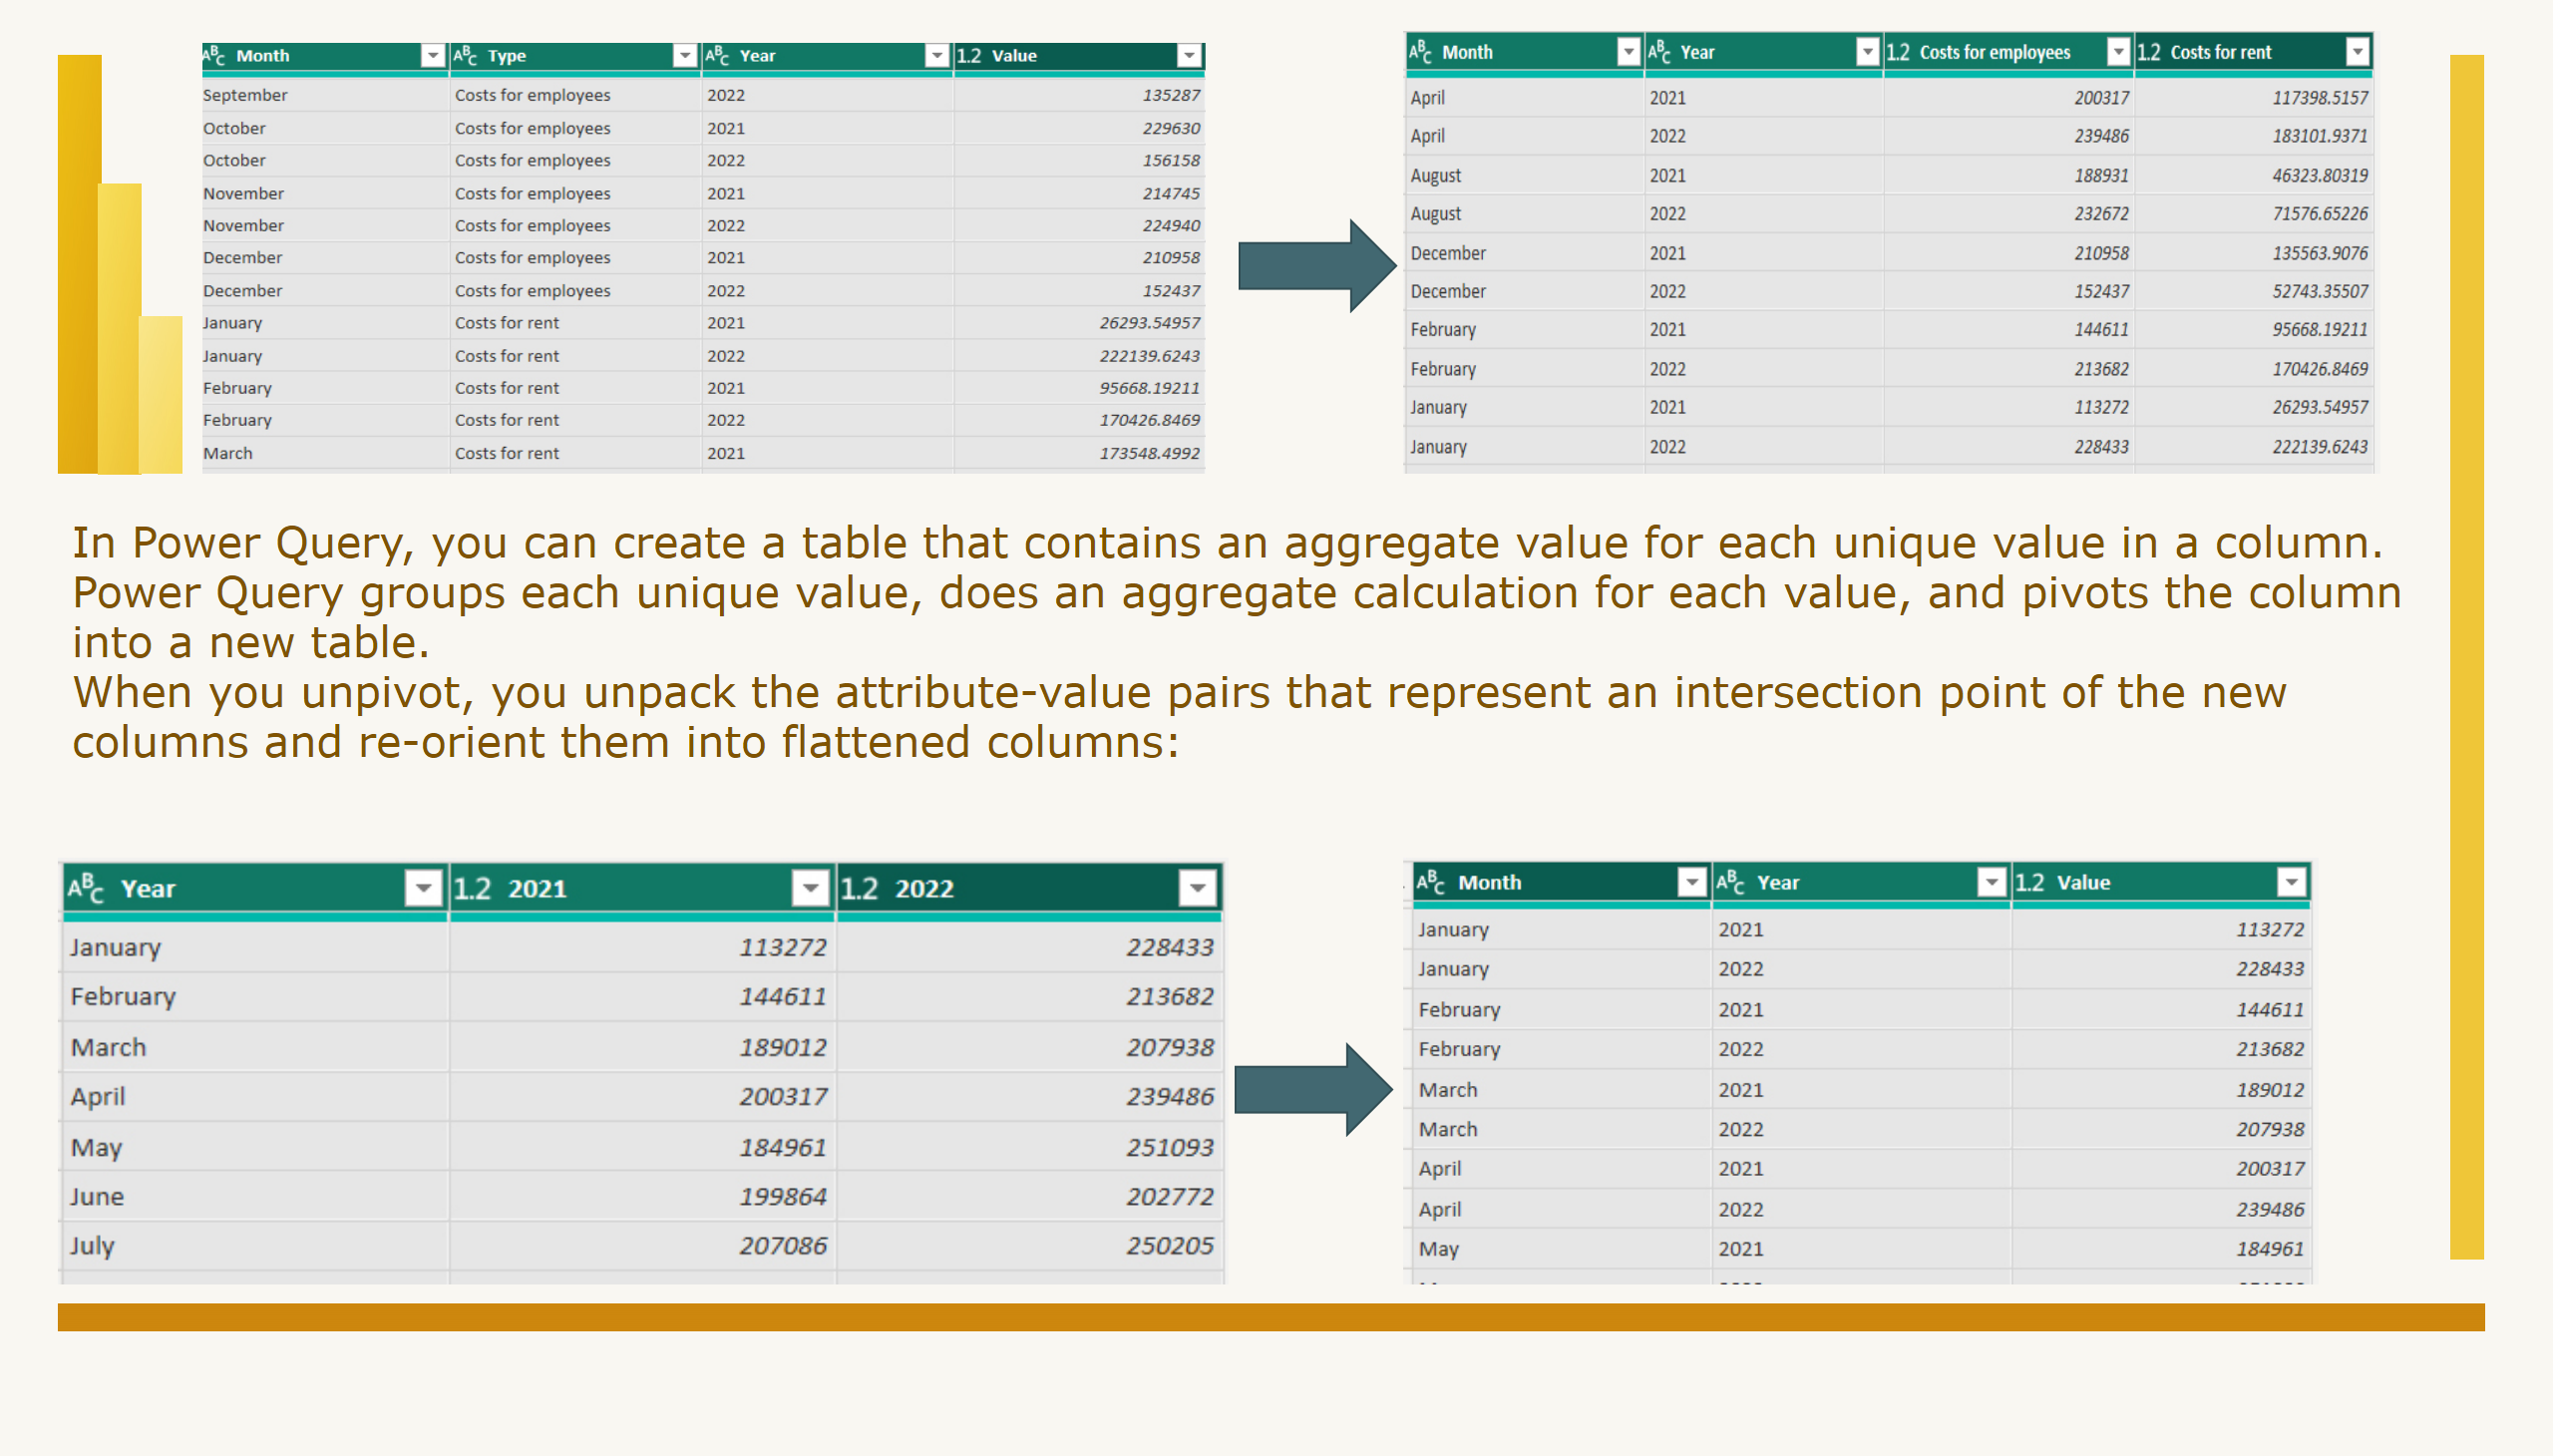 ABC Month ABC Type ABC Year 1.2 Value
September Costs for employees 2022 135287
October Costs for employees 2021 229630
October Costs for employees 2022 156158
November Costs for employees 2021 214745
November Costs for employees 2022 224940
December Costs for employees 2021 210958
December Costs for employees 2022 152437
January Costs for rent 2021 26293.54957
January Costs for rent 2022 222139.6243
February Costs for rent 2021 95668.19211
February Costs for rent 2022 170426.8469
March Costs for rent 2021 173548.4992
ABC Month ABC Year 1.2 Costs for employees 1.2 Costs for rent
April 2021 200317 117398.5157
April 2022 239486 183101.9371
August 2021 188931 46323.80319
August 2022 232672 71576.65226
December 2021 210958 135563.9076
December 2022 152437 52743.35507
February 2021 144611 95668.19211
February 2022 213682 170426.8469
January 2021 113272 26293.54957
January 2022 228433 222139.6243
In Power Query, you can create a table that contains an aggregate value for each unique value in a column.
Power Query groups each unique value, does an aggregate calculation for each value, and pivots the column
into a new table.
When you unpivot, you unpack the attribute-value pairs that represent an intersection point of the new
columns and re-orient them into flattened columns:
ABC Year 1.2 2021 1.2 2022
January 113272 228433
February 144611 213682
March 189012 207938
April 200317 239486
May 184961 251093
June 199864 202772
July 207086 250205
ABC Month ABC Year 1.2 Value
January 2021 113272
January 2022 228433
February 2021 144611
February 2022 213682
March 2021 189012
March 2022 207938
April 2021 200317
April 2022 239486
May 2021 184961